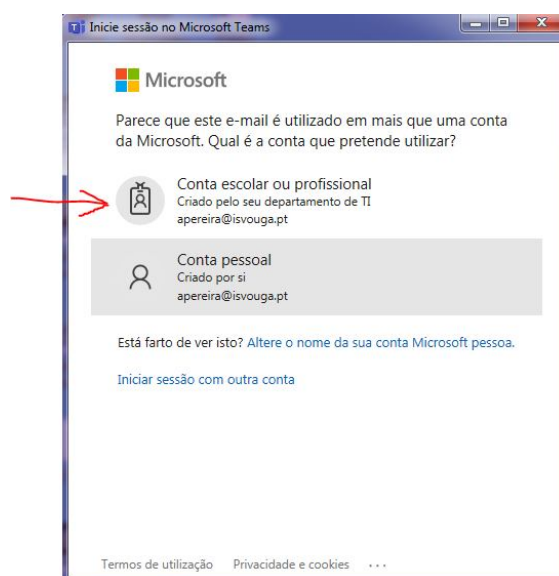 Inicie sessão no Microsoft Teams
Microsoft
Parece que este e-mail é utilizado em mais que uma conta
da Microsoft. Qual é a conta que pretende utilizar?
Conta escolar ou profissional
Criado pelo seu departamento de TI
apereira@isvouga.pt
Conta pessoal
Criado por si
apereira@isvouga.pt
Está farto de ver isto? Altere o nome da sua conta Microsoft pessoa.
Iniciar sessão com outra conta
Termos de utilização Privacidade e cookies ...